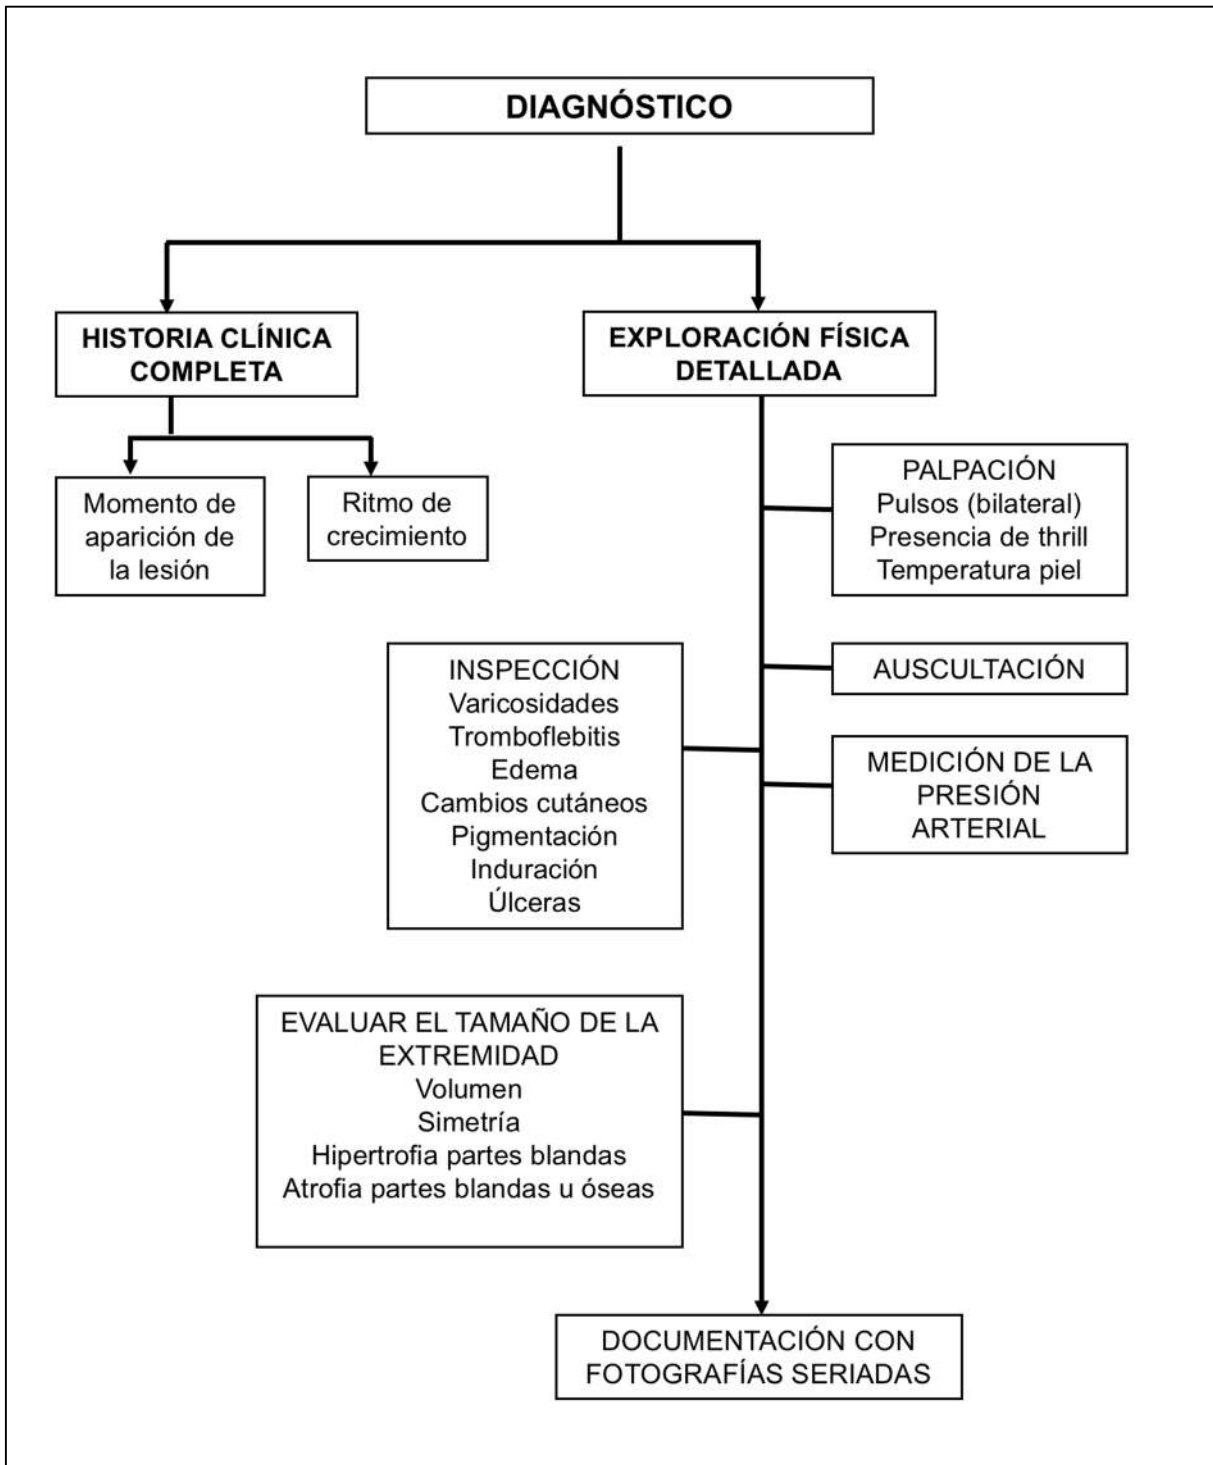 DIAGNÓSTICO
HISTORIA CLÍNICA
COMPLETA
EXPLORACIÓN FÍSICA
DETALLADA
Momento de
aparición de
la lesión
Ritmo de
crecimiento
PALPACIÓN
Pulsos (bilateral)
Presencia de thrill
Temperatura piel
INSPECCIÓN
Varicosidades
Tromboflebitis
Edema
Cambios cutáneos
Pigmentación
Induración
Úlceras
AUSCULTACIÓN
MEDICIÓN DE LA
PRESIÓN
ARTERIAL
EVALUAR EL TAMAÑO DE LA
EXTREMIDAD
Volumen
Simetría
Hipertrofia partes blandas
Atrofia partes blandas u óseas
DOCUMENTACIÓN CON
FOTOGRAFÍAS SERIADAS